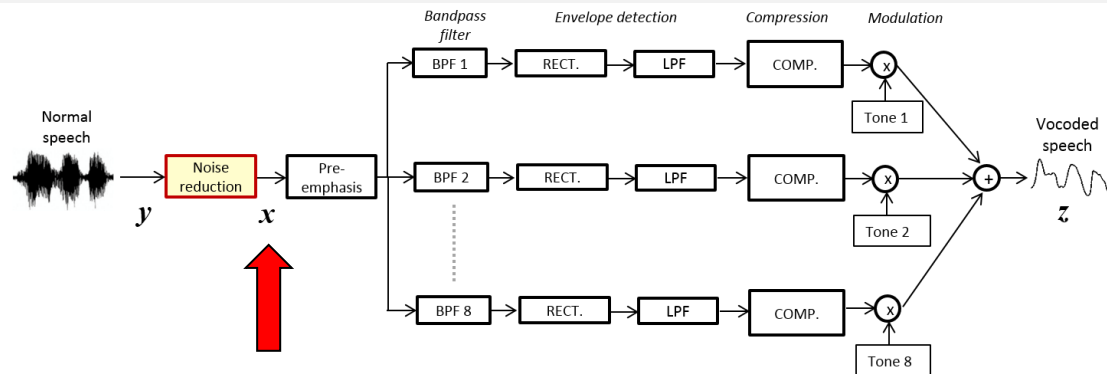 Bandpass
filter
Envelope detection
Compression
Modulation
BPF 1
RECT.
LPF
COMP.
x
Tone 1
Normal
speech
Noise
reduction
Pre-
emphasis
y
x
BPF 2
RECT.
LPF
COMP.
x
Tone 2
+
Vocoded
speech
z
BPF 8
RECT.
LPF
COMP.
x
Tone 8